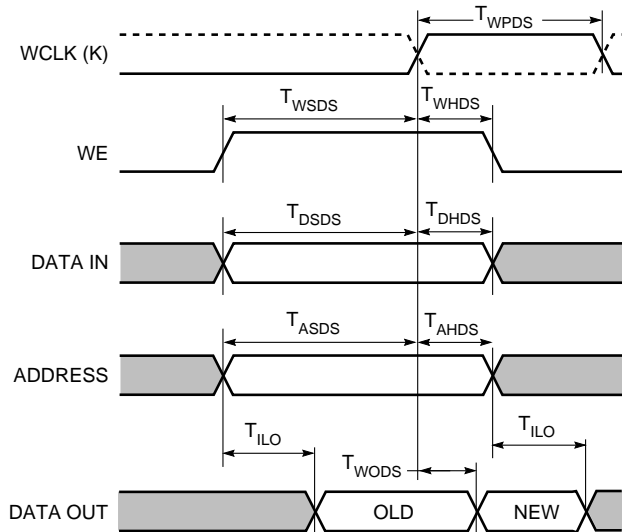 T_WPDS
WCLK (K)
T_WSDS T_WHDS
WE
T_DSDS T_DHDS
DATA IN
T_ASDS T_AHDS
ADDRESS
T_ILO T_ILO
T_WODS
DATA OUT OLD NEW